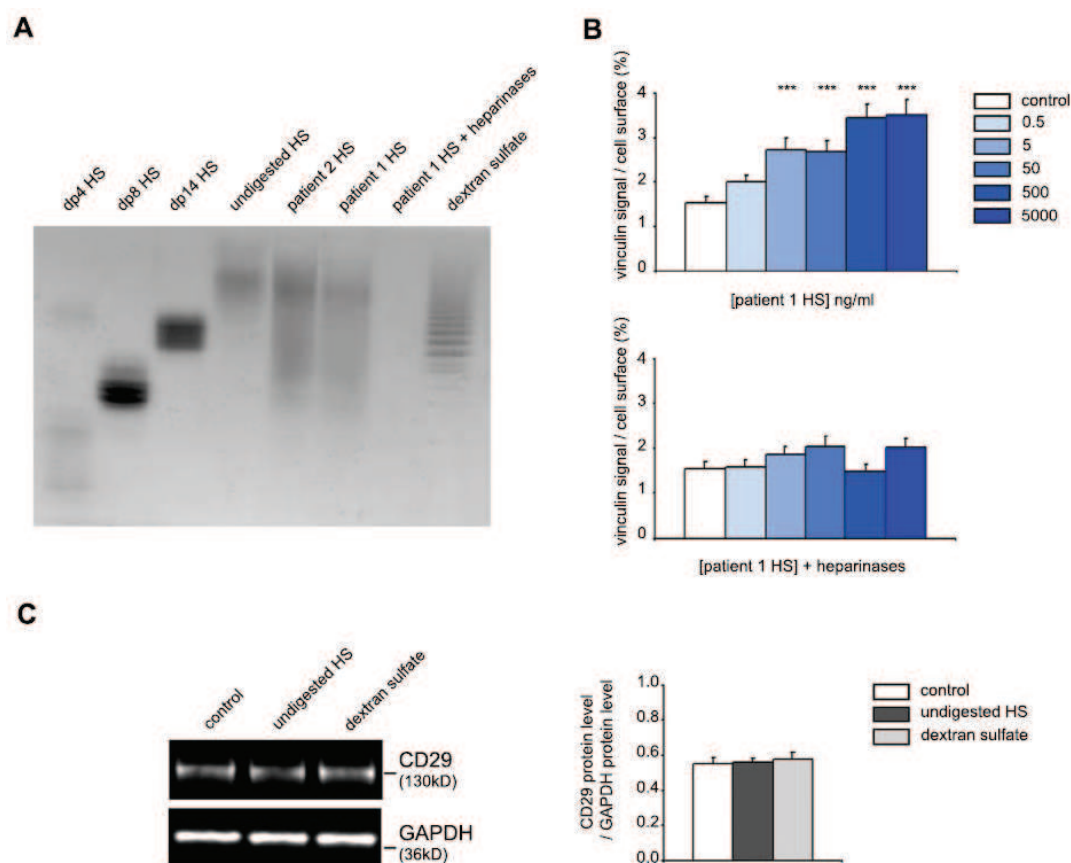 A
dp4 HS
dp8 HS
dp14 HS
undigested HS
patient 2 HS
patient 1 HS
patient 1 HS + heparinases
dextran sulfate
B
vinculin signal / cell surface (%)
4
3
2
1
0
*** *** *** ***
[patient 1 HS] ng/ml
control
0.5
5
50
500
5000
vinculin signal / cell surface (%)
4
3
2
1
0
[patient 1 HS] + heparinases
C
control
undigested HS
dextran sulfate
CD29
(130kD)
GAPDH
(36kD)
CD29 protein level
/ GAPDH protein level
1.0
0.8
0.6
0.4
0.2
0.0
control
undigested HS
dextran sulfate